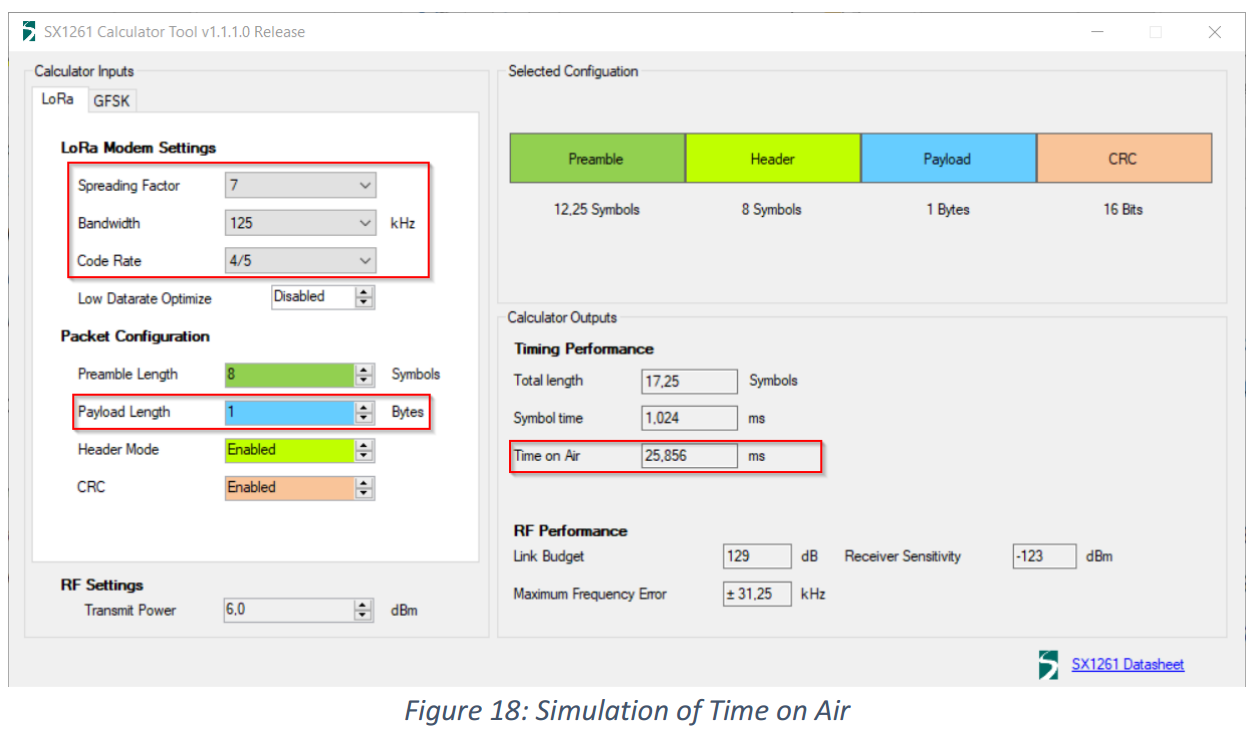 SX1261 Calculator Tool v1.1.1.0 Release
Calculator Inputs
LoRa GFSK
LoRa Modem Settings
Spreading Factor 7
Bandwidth 125 kHz
Code Rate 4/5
Low Datarate Optimize Disabled
Packet Configuration
Preamble Length 8 Symbols
Payload Length 1 Bytes
Header Mode Enabled
CRC Enabled
RF Settings
Transmit Power 6,0 dBm
Selected Configuation
Preamble Header Payload CRC
12,25 Symbols 8 Symbols 1 Bytes 16 Bits
Calculator Outputs
Timing Performance
Total length 17,25 Symbols
Symbol time 1,024 ms
Time on Air 25,856 ms
RF Performance
Link Budget 129 dB Receiver Sensitivity -123 dBm
Maximum Frequency Error ± 31,25 kHz
SX1261 Datasheet
Figure 18: Simulation of Time on Air